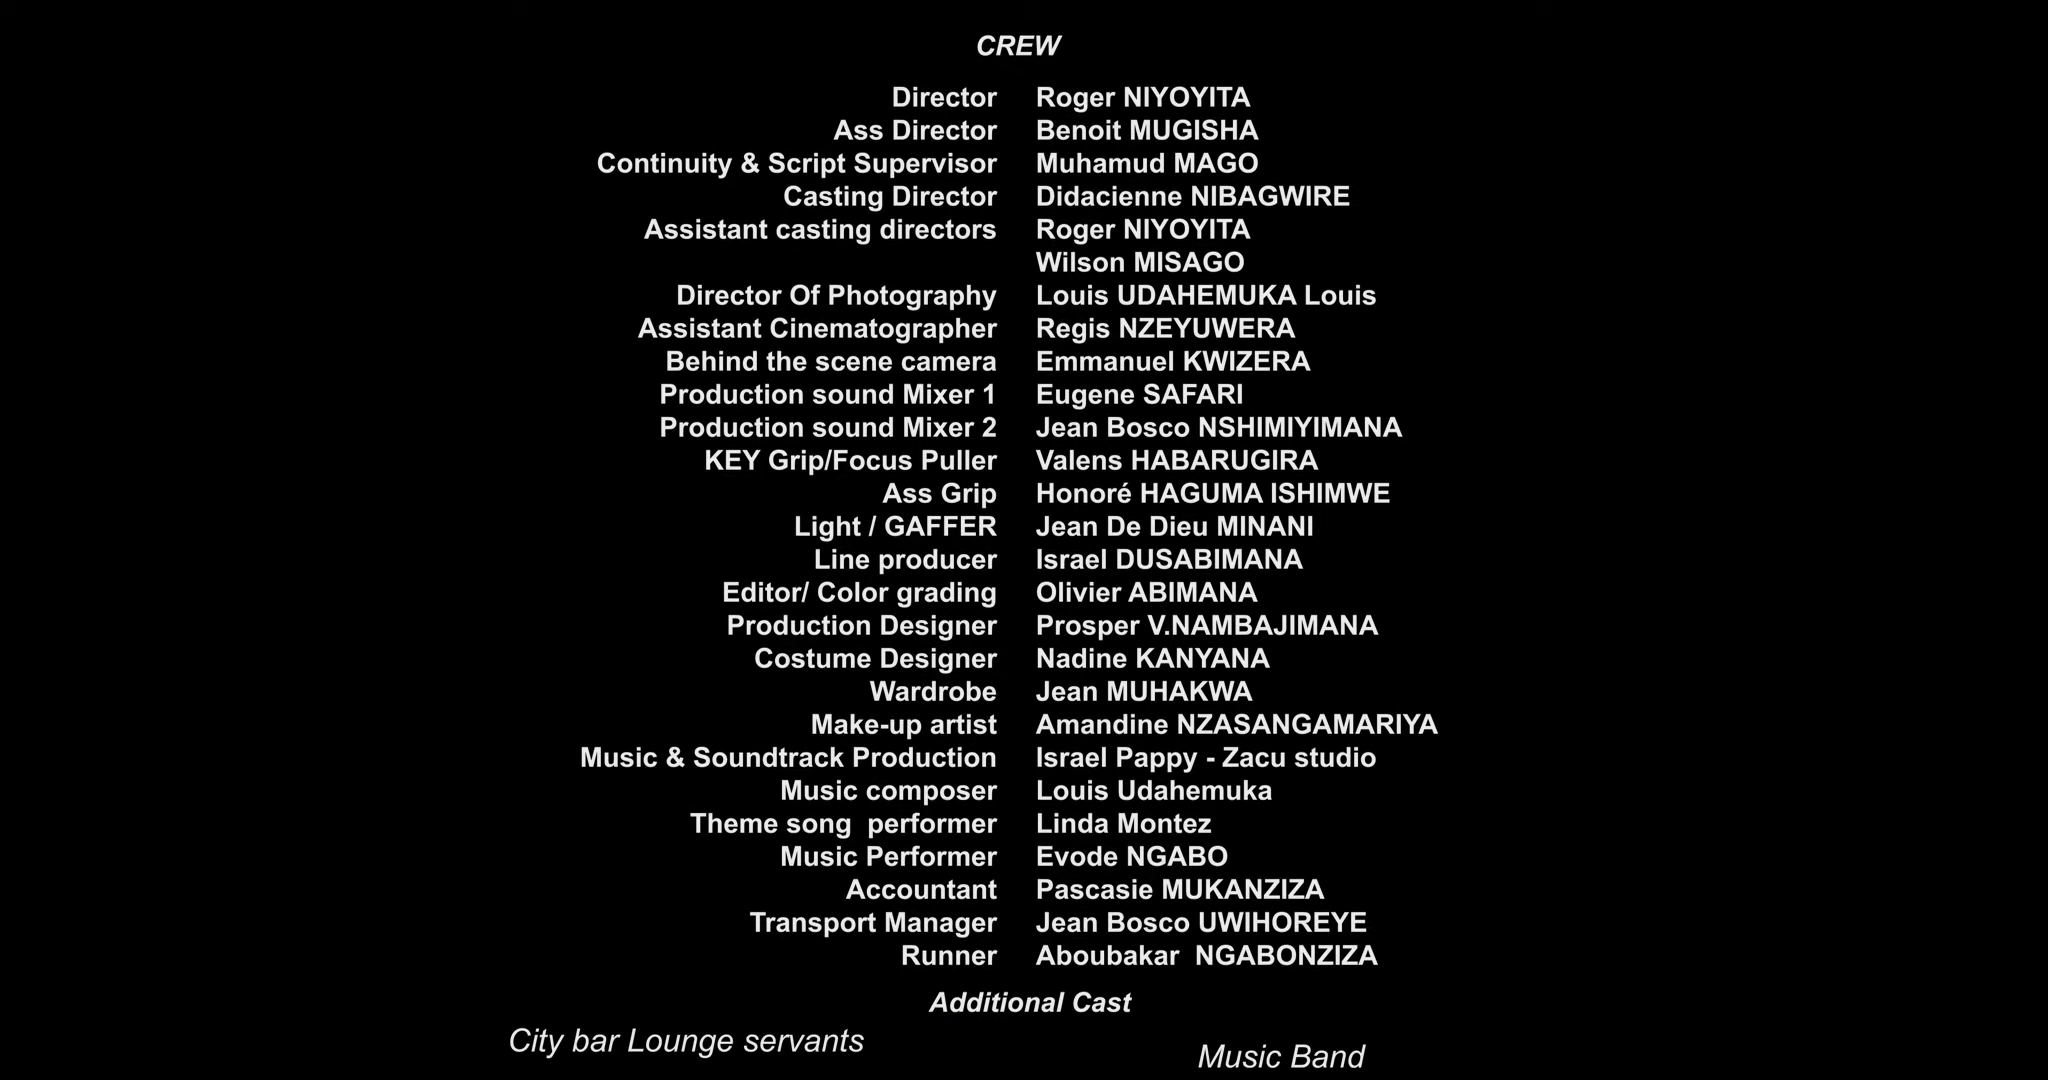 CREW
Director Roger NIYOYITA
Ass Director Benoit MUGISHA
Continuity & Script Supervisor Muhamud MAGO
Casting Director Didacienne NIBAGWIRE
Assistant casting directors Roger NIYOYITA
Wilson MISAGO
Director Of Photography Louis UDAHEMUKA Louis
Assistant Cinematographer Regis NZEYUWERA
Behind the scene camera Emmanuel KWIZERA
Production sound Mixer 1 Eugene SAFARI
Production sound Mixer 2 Jean Bosco NSHIMIYIMANA
KEY Grip/Focus Puller Valens HABARUGIRA
Ass Grip Honoré HAGUMA ISHIMWE
Light / GAFFER Jean De Dieu MINANI
Line producer Israel DUSABIMANA
Editor/ Color grading Olivier ABIMANA
Production Designer Prosper V.NAMBAJIMANA
Costume Designer Nadine KANYANA
Wardrobe Jean MUHAKWA
Make-up artist Amandine NZASANGAMARIYA
Music & Soundtrack Production Israel Pappy - Zacu studio
Music composer Louis Udahemuka
Theme song  performer Linda Montez
Music Performer Evode NGABO
Accountant Pascasie MUKANZIZA
Transport Manager Jean Bosco UWIHOREYE
Runner Aboubakar  NGABONZIZA
Additional Cast
City bar Lounge servants
Music Band